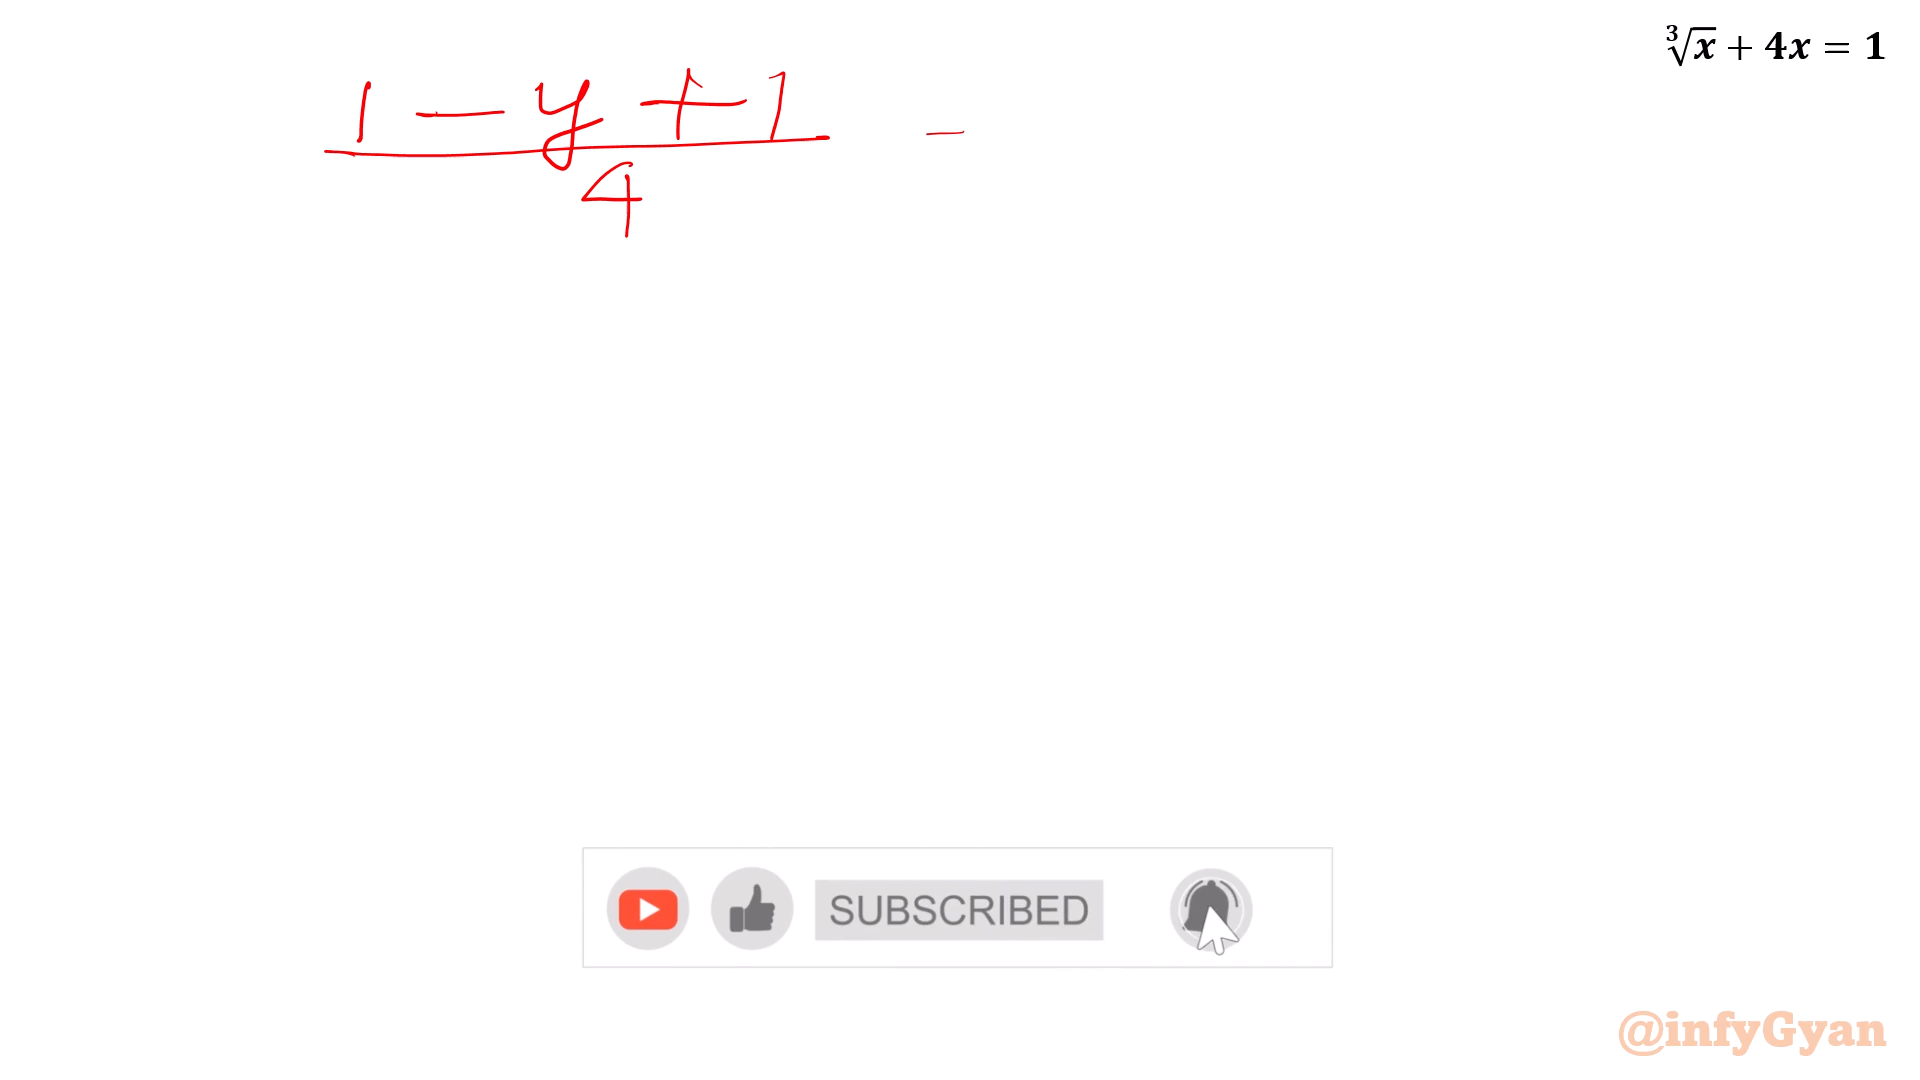 ∛x + 4x = 1
1 - y + 1 -
4
SUBSCRIBED
@infyGyan